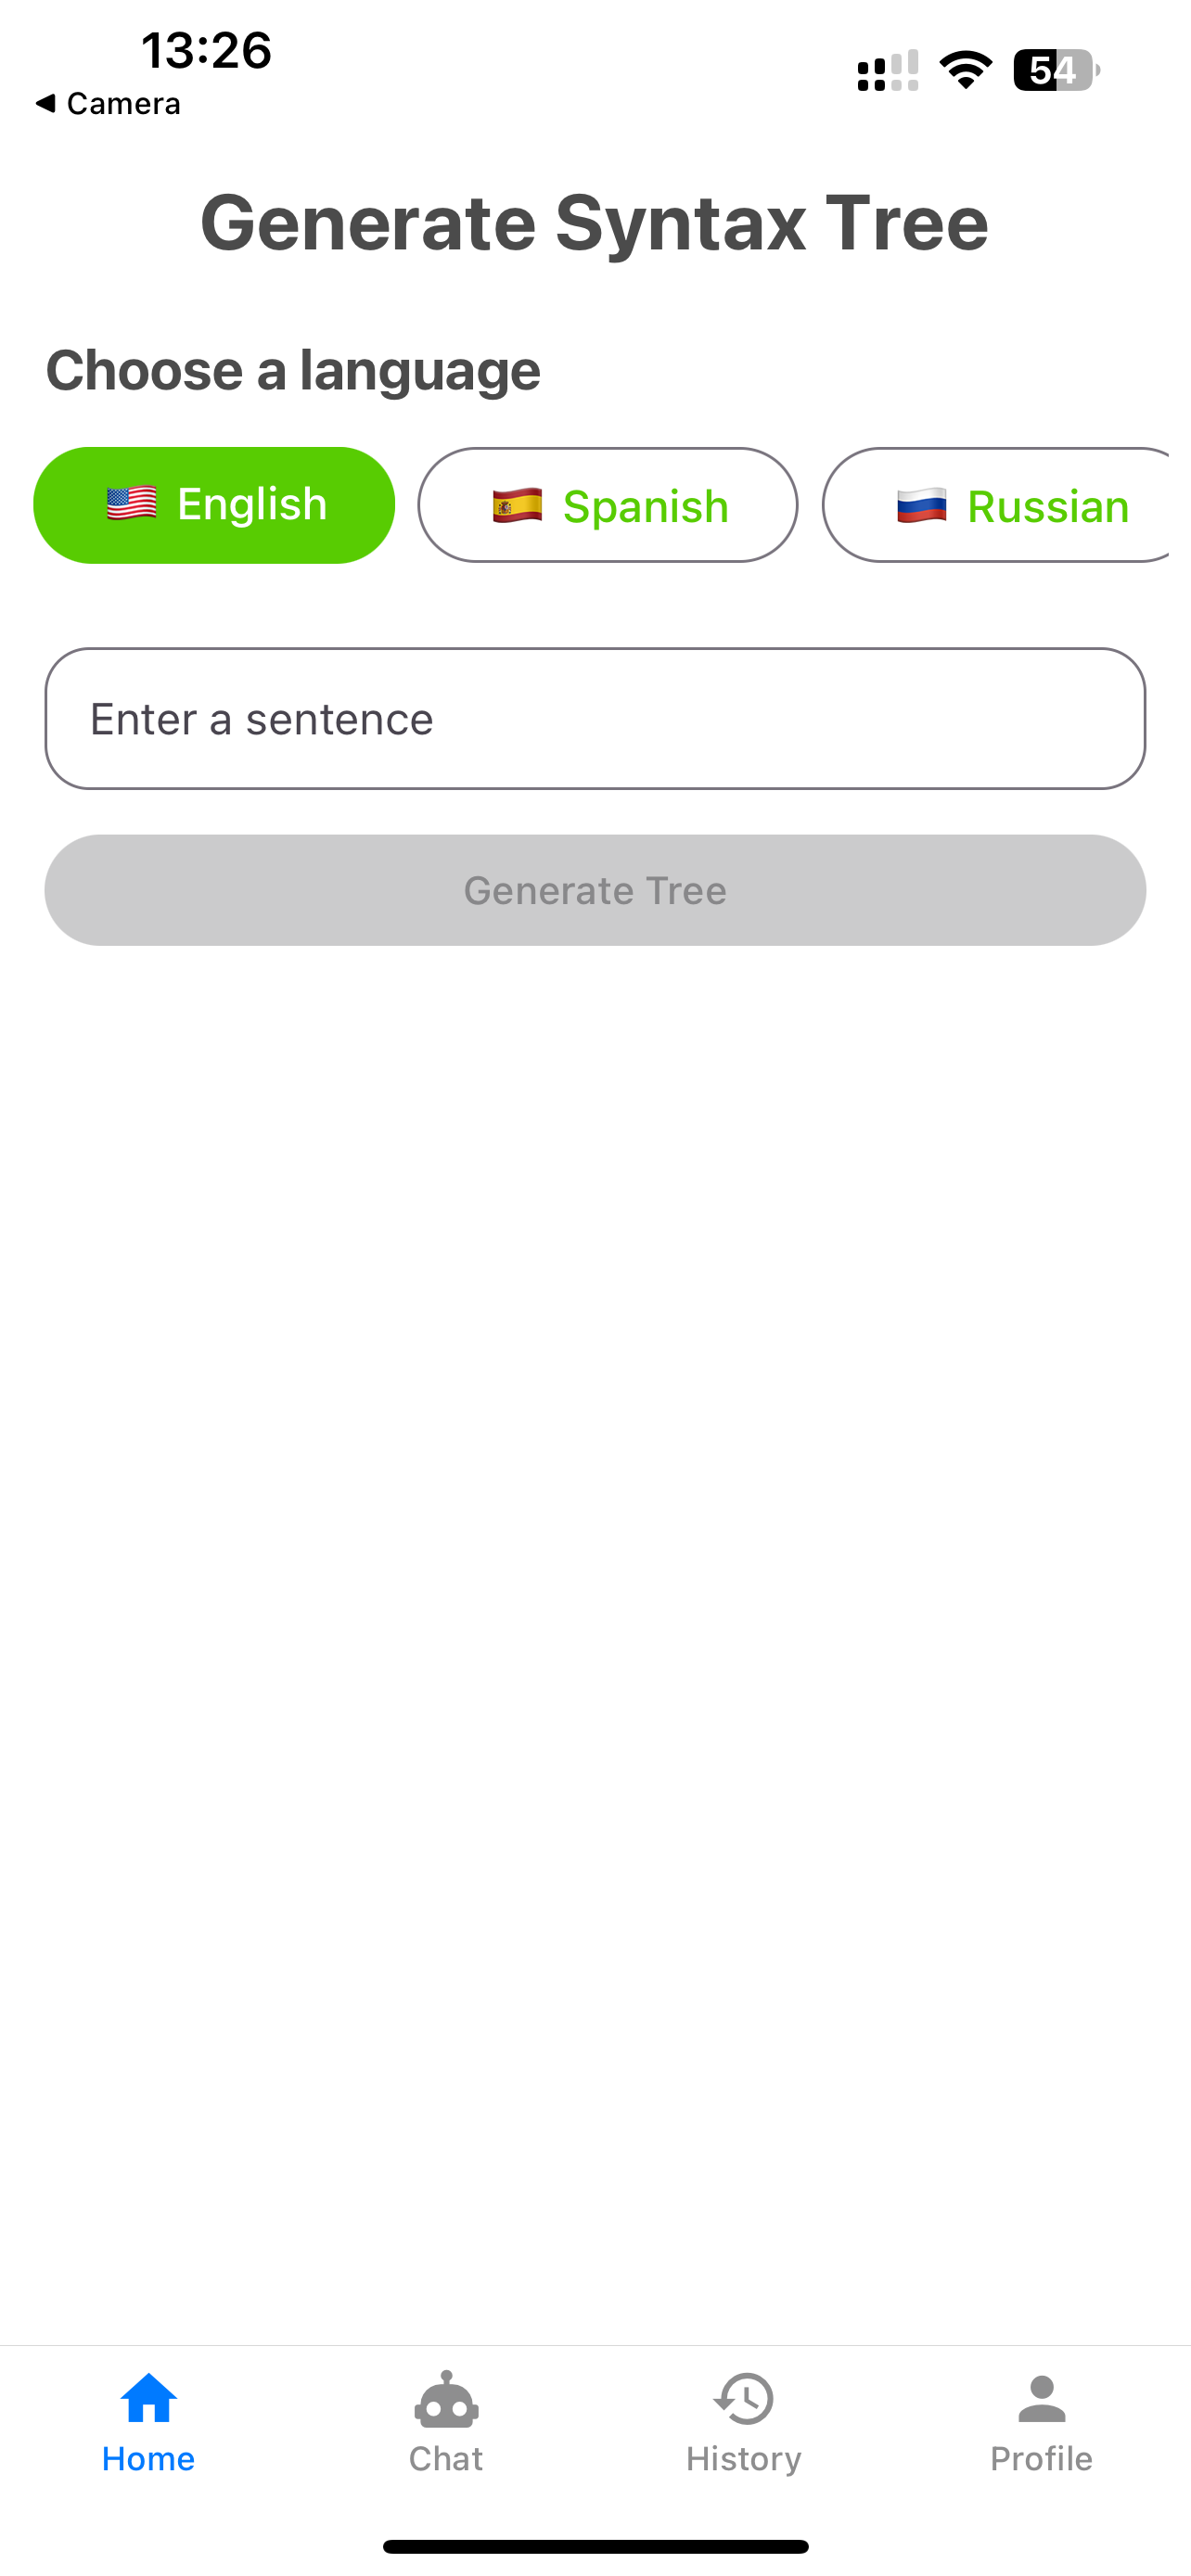 13:26
54
◀ Camera
Generate Syntax Tree
Choose a language
English Spanish Russian
Enter a sentence
Generate Tree
Home Chat History Profile